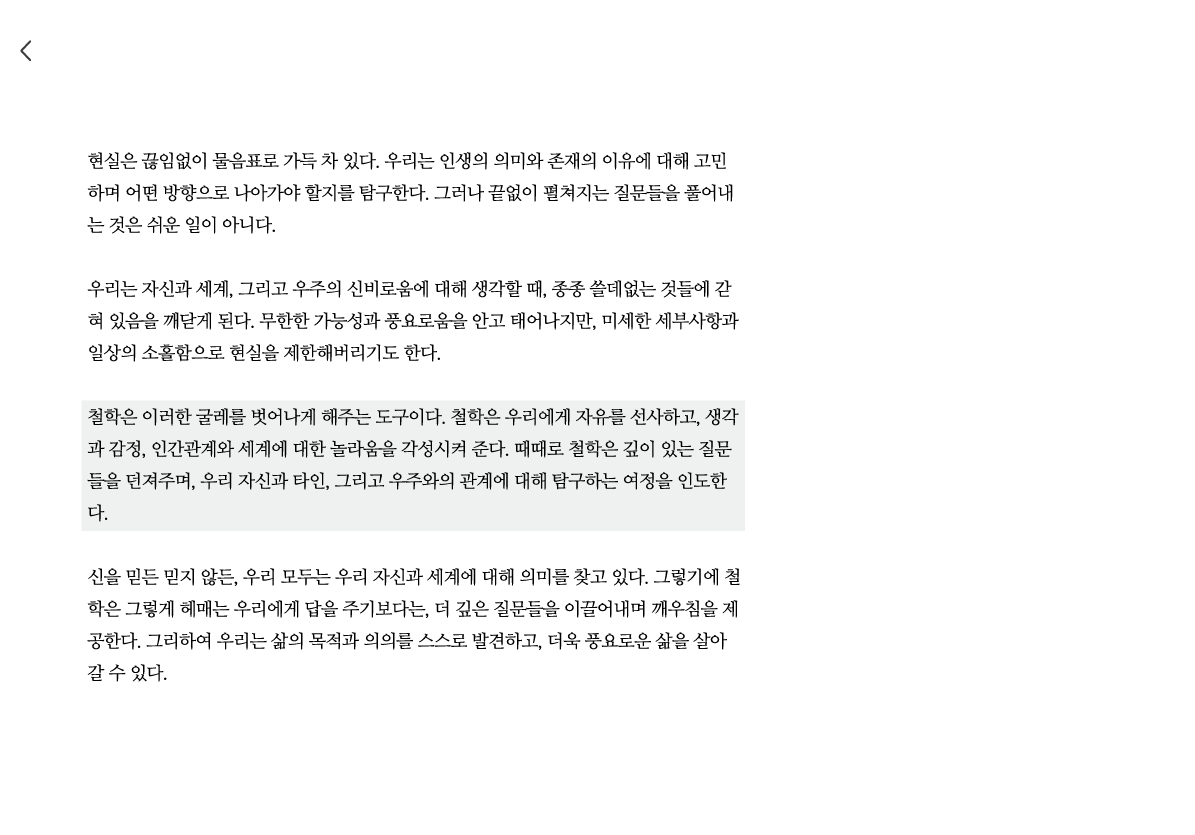 현실은 끊임없이 물음표로 가득 차 있다. 우리는 인생의 의미와 존재의 이유에 대해 고민
하며 어떤 방향으로 나아가야 할지를 탐구한다. 그러나 끝없이 펼쳐지는 질문들을 풀어내
는 것은 쉬운 일이 아니다.
우리는 자신과 세계, 그리고 우주의 신비로움에 대해 생각할 때, 종종 쓸데없는 것들에 갇
혀 있음을 깨닫게 된다. 무한한 가능성과 풍요로움을 안고 태어나지만, 미세한 세부사항과
일상의 소홀함으로 현실을 제한해버리기도 한다.
철학은 이러한 굴레를 벗어나게 해주는 도구이다. 철학은 우리에게 자유를 선사하고, 생각
과 감정, 인간관계와 세계에 대한 놀라움을 각성시켜 준다. 때때로 철학은 깊이 있는 질문
들을 던져주며, 우리 자신과 타인, 그리고 우주와의 관계에 대해 탐구하는 여정을 인도한
다.
신을 믿든 믿지 않든, 우리 모두는 우리 자신과 세계에 대해 의미를 찾고 있다. 그렇기에 철
학은 그렇게 헤매는 우리에게 답을 주기보다는, 더 깊은 질문들을 이끌어내며 깨우침을 제
공한다. 그리하여 우리는 삶의 목적과 의의를 스스로 발견하고, 더욱 풍요로운 삶을 살아
갈 수 있다.